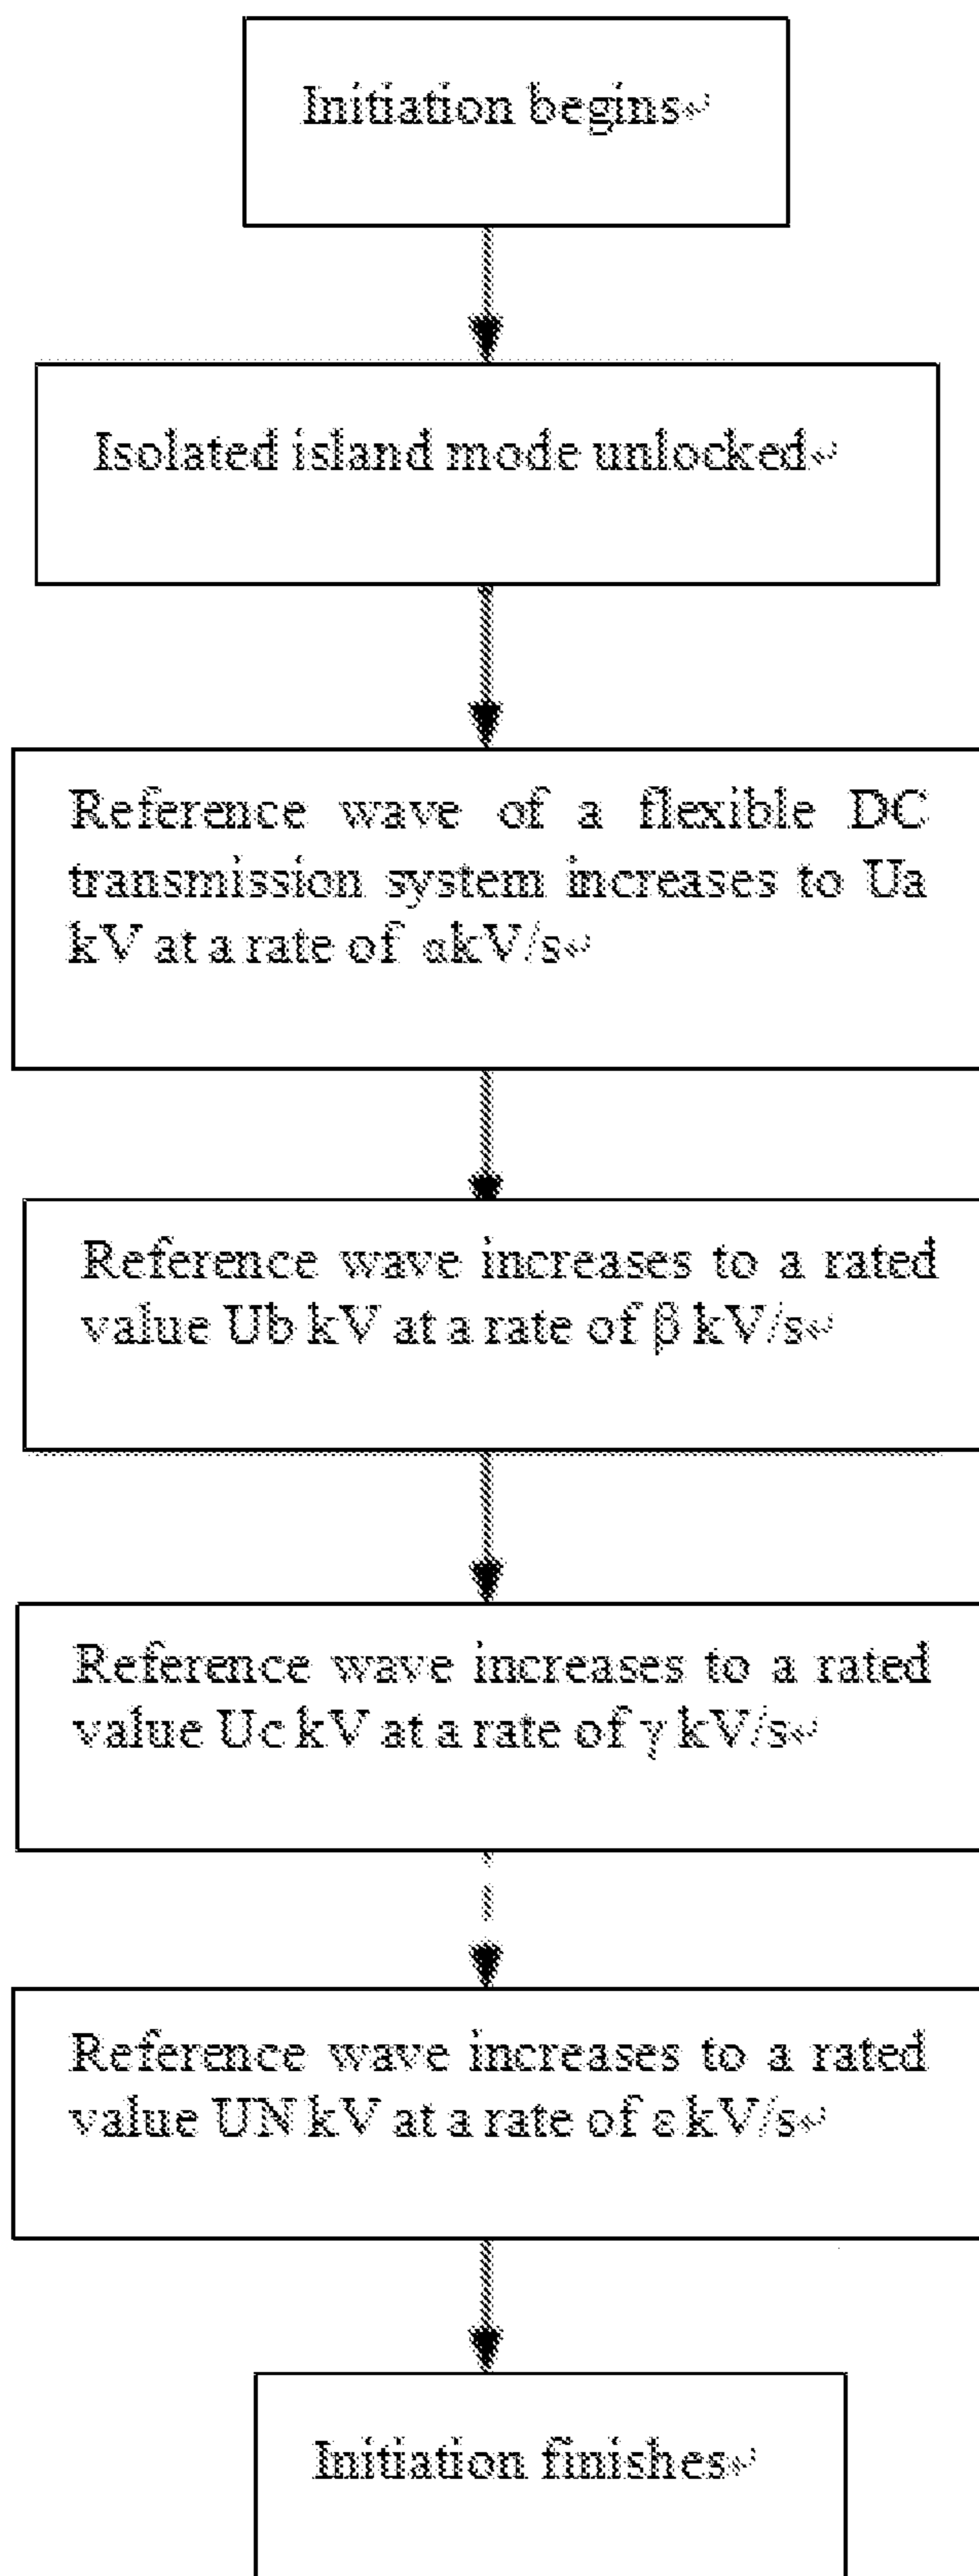 Initiation begins↵
Isolated island mode unlocked↵
Reference wave of a flexible DC
transmission system increases to Ua
kV at a rate of αkV/s↵
Reference wave increases to a rated
value Ub kV at a rate of β kV/s↵
Reference wave increases to a rated
value Uc kV at a rate of γ kV/s↵
Reference wave increases to a rated
value UN kV at a rate of ε kV/s↵
Initiation finishes↵